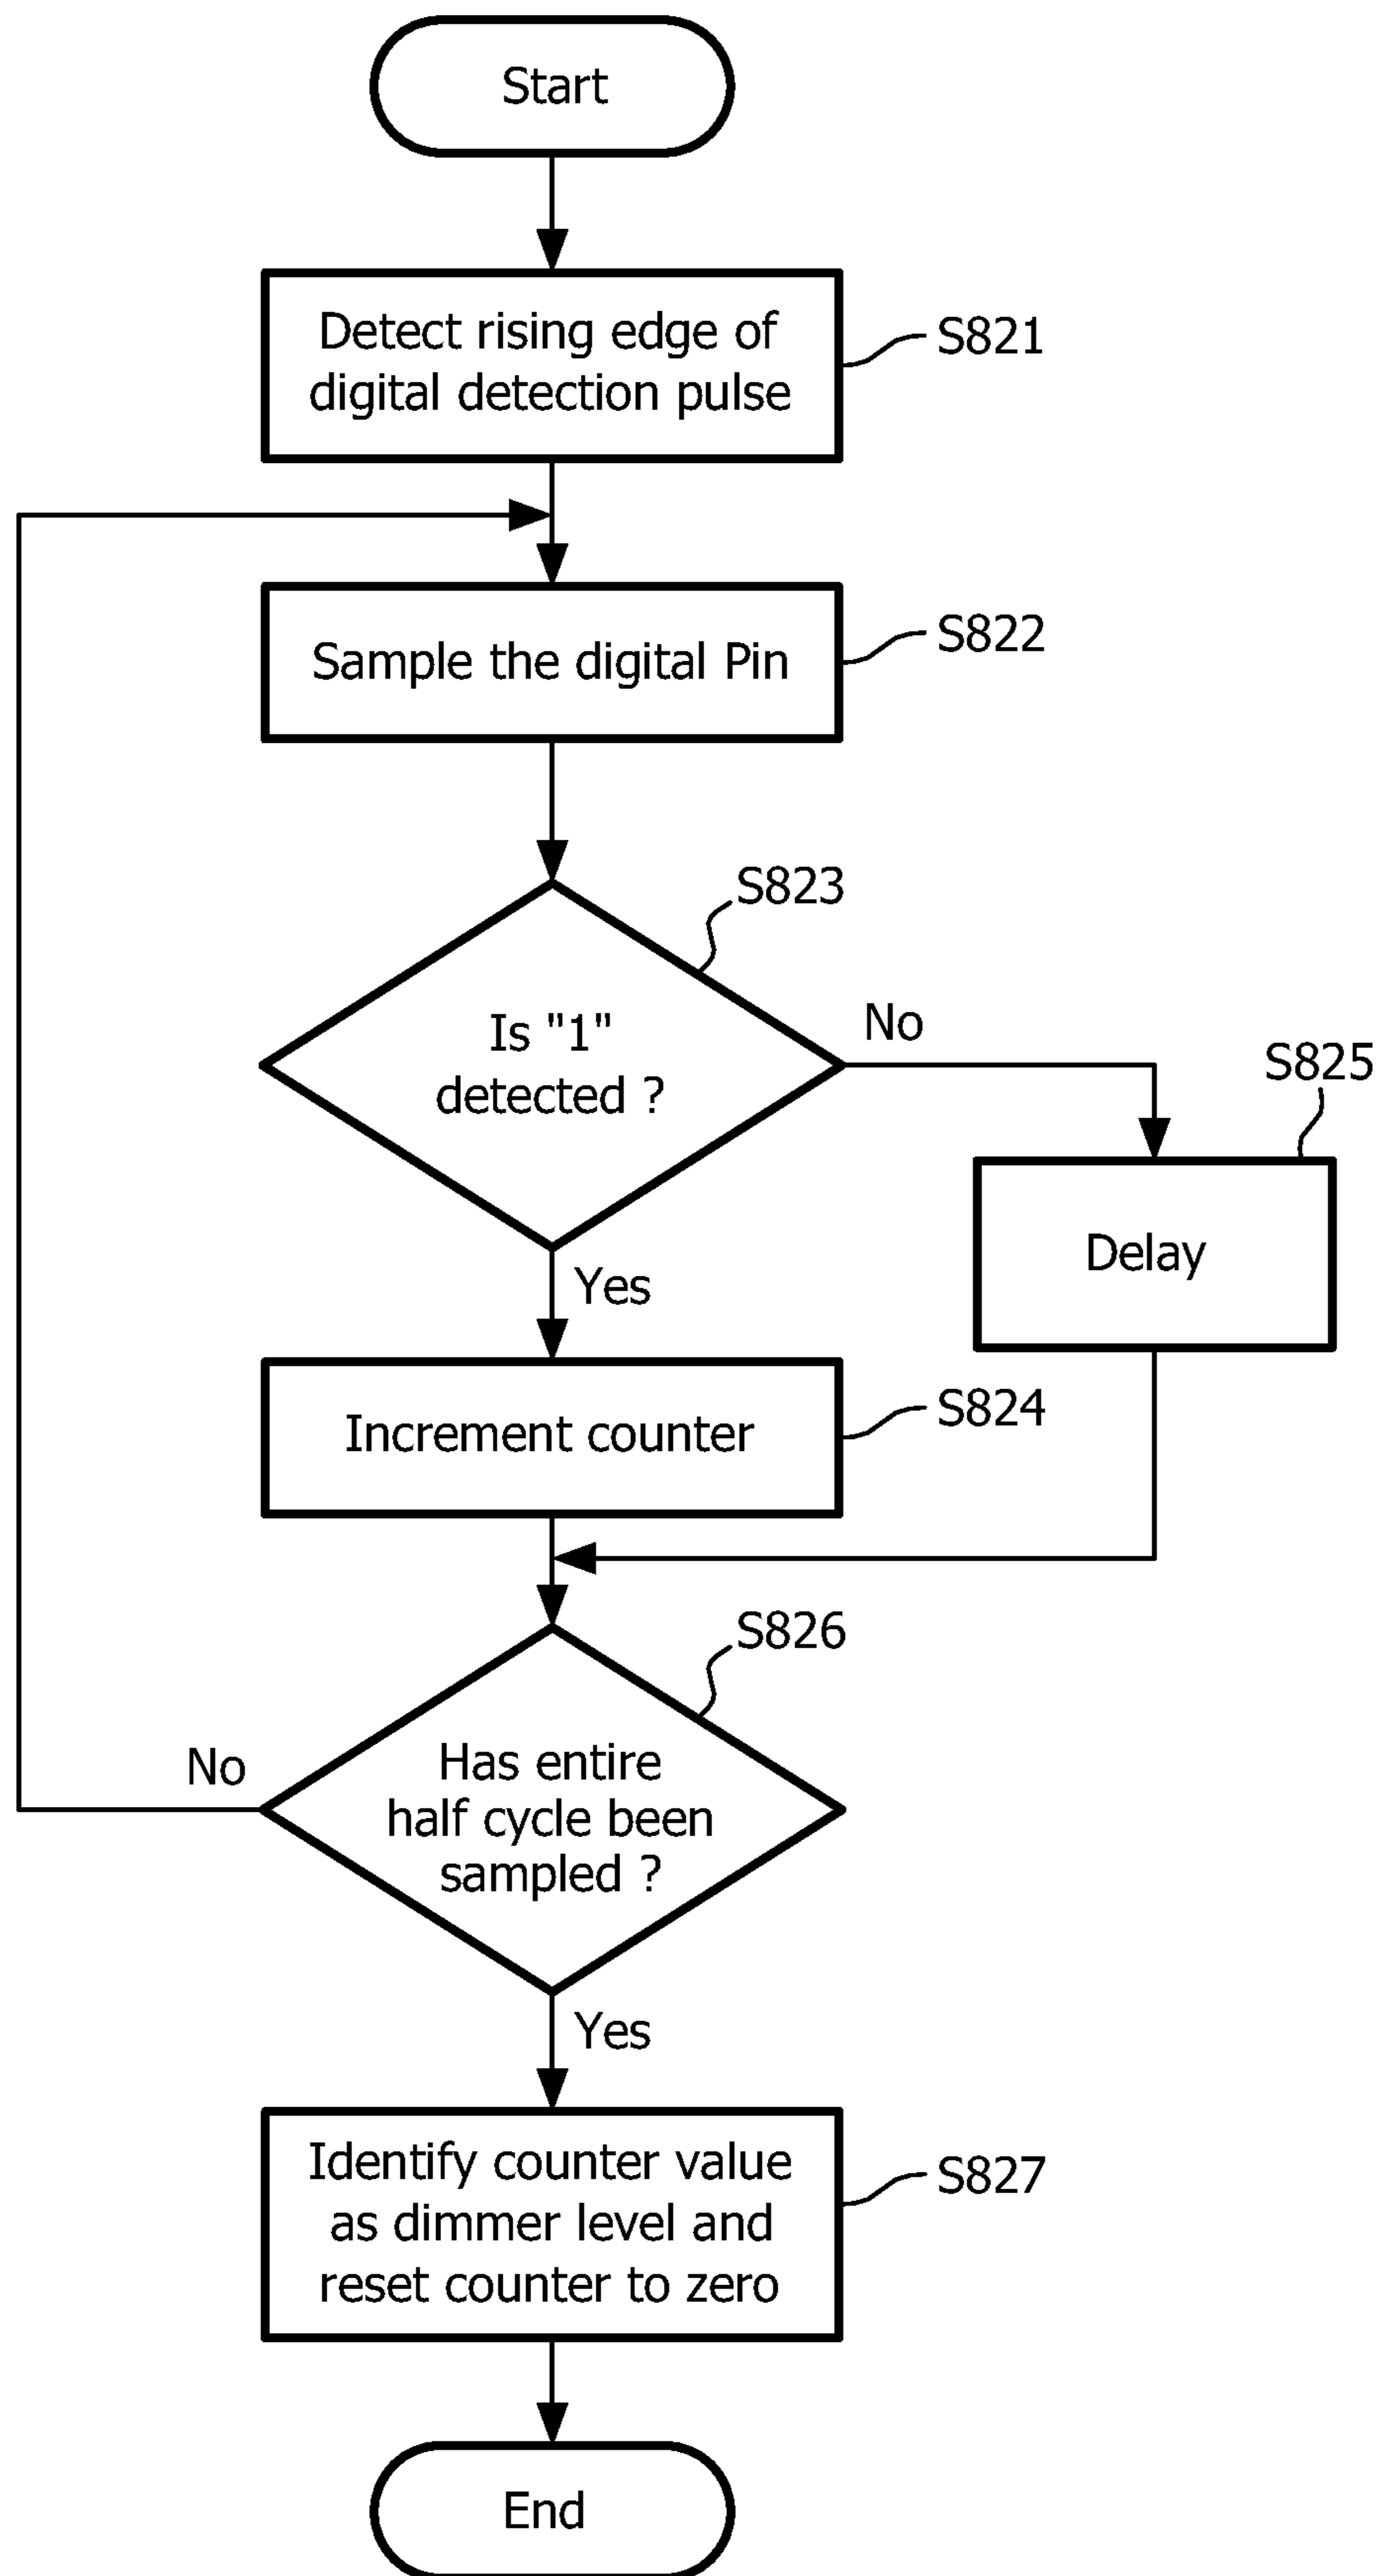 Start
Detect rising edge of
digital detection pulse
S821
Sample the digital Pin
S822
S823
Is "1"
detected ?
No
S825
Delay
Yes
Increment counter
S824
S826
Has entire
half cycle been
sampled ?
No
Yes
Identify counter value
as dimmer level and
reset counter to zero
S827
End